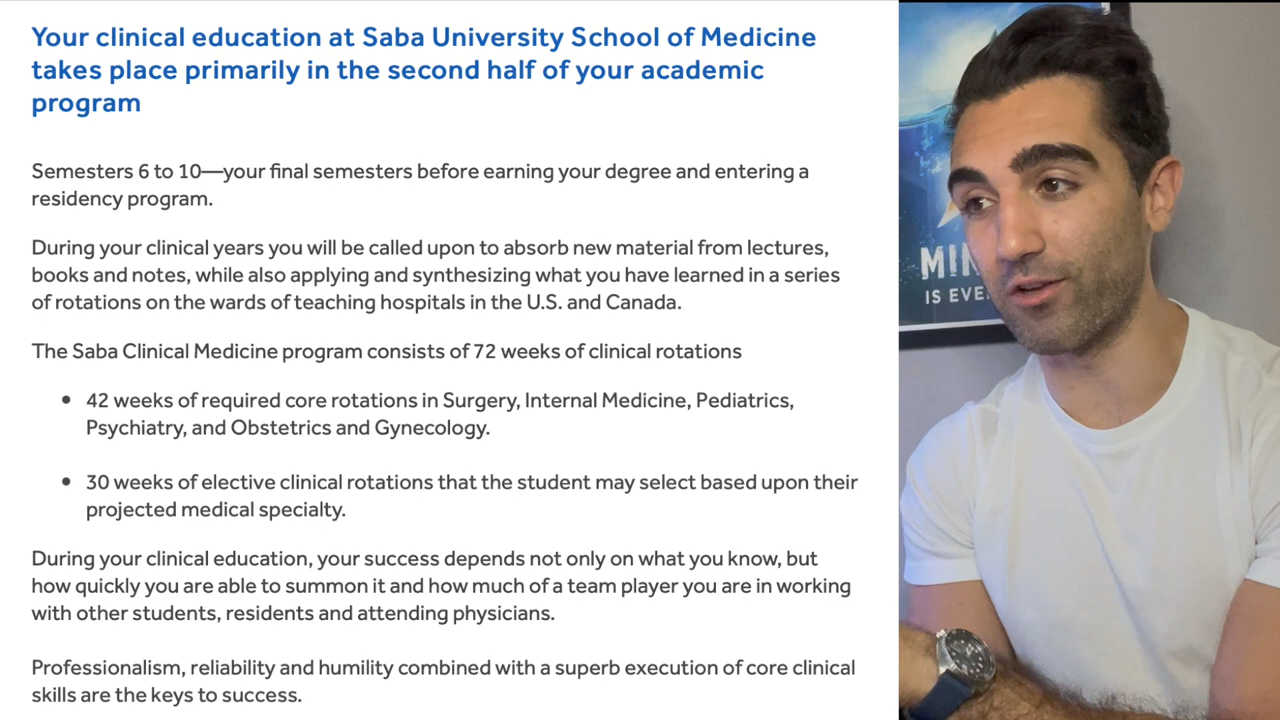 Your clinical education at Saba University School of Medicine
takes place primarily in the second half of your academic
program
Semesters 6 to 10—your final semesters before earning your degree and entering a
residency program.
During your clinical years you will be called upon to absorb new material from lectures,
books and notes, while also applying and synthesizing what you have learned in a series
of rotations on the wards of teaching hospitals in the U.S. and Canada.
The Saba Clinical Medicine program consists of 72 weeks of clinical rotations
• 42 weeks of required core rotations in Surgery, Internal Medicine, Pediatrics,
Psychiatry, and Obstetrics and Gynecology.
• 30 weeks of elective clinical rotations that the student may select based upon their
projected medical specialty.
During your clinical education, your success depends not only on what you know, but
how quickly you are able to summon it and how much of a team player you are in working
with other students, residents and attending physicians.
Professionalism, reliability and humility combined with a superb execution of core clinical
skills are the keys to success.
IS